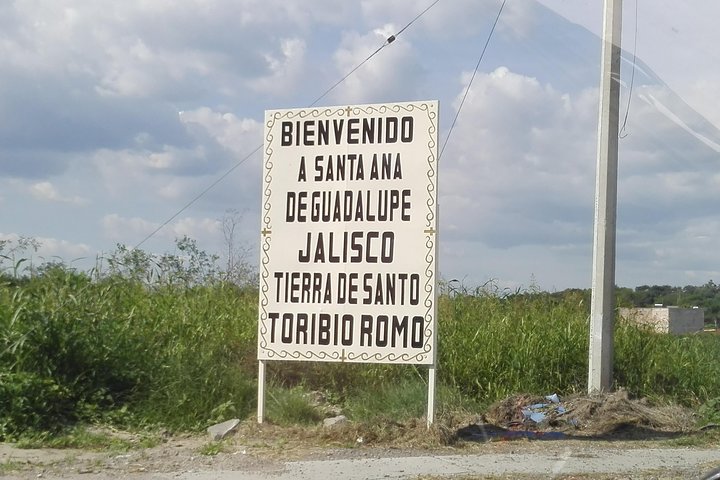 BIENVENIDO
A SANTA ANA
DE GUADALUPE
JALISCO
TIERRA DE SANTO
TORIBIO ROMO